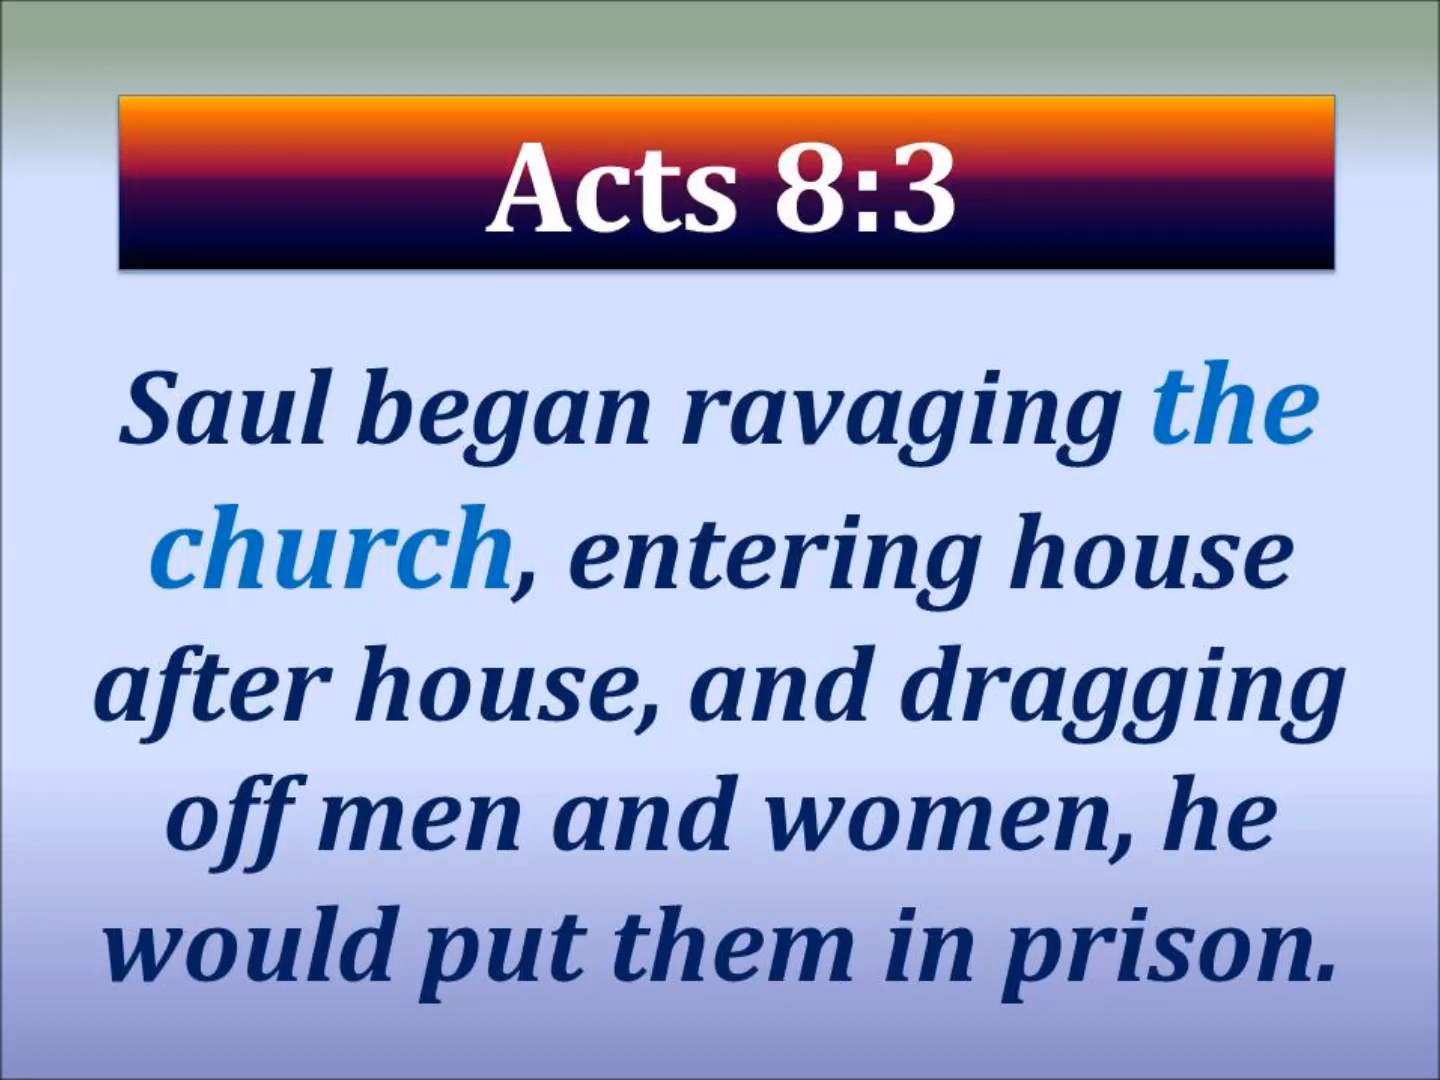 Acts 8:3
Saul began ravaging the
church, entering house
after house, and dragging
off men and women, he
would put them in prison.